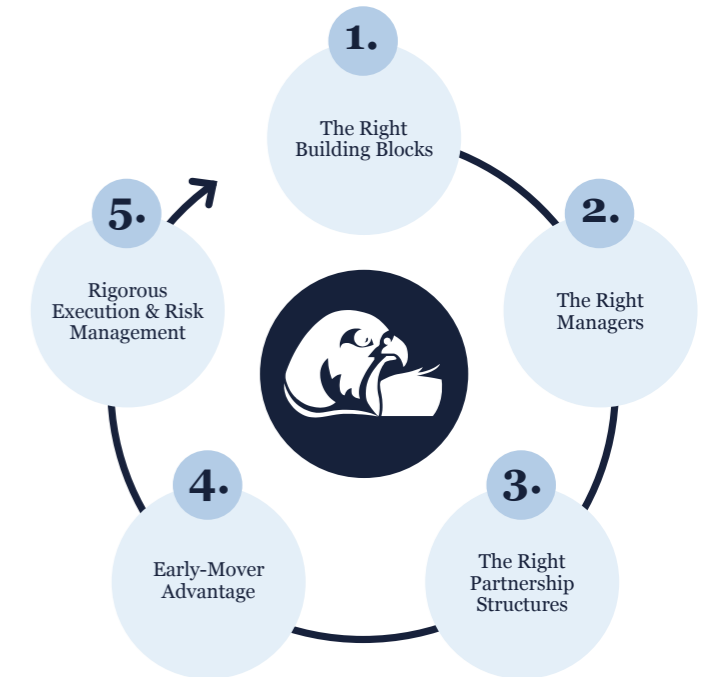 1.
The Right
Building Blocks
2.
The Right
Managers
3.
The Right
Partnership
Structures
4.
Early-Mover
Advantage
5.
Rigorous
Execution & Risk
Management